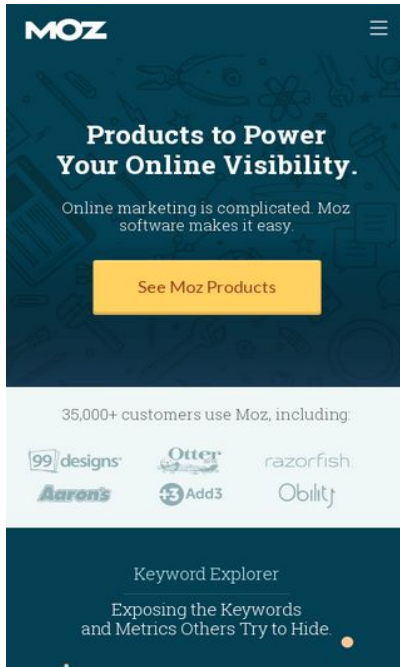 MOZ
Products to Power
Your Online Visibility.
Online marketing is complicated. Moz
software makes it easy.
See Moz Products
35,000+ customers use Moz, including:
99designs
Otter
razorfish
Aaron's
+3 Add3
Obility
Keyword Explorer
Exposing the Keywords
and Metrics Others Try to Hide.